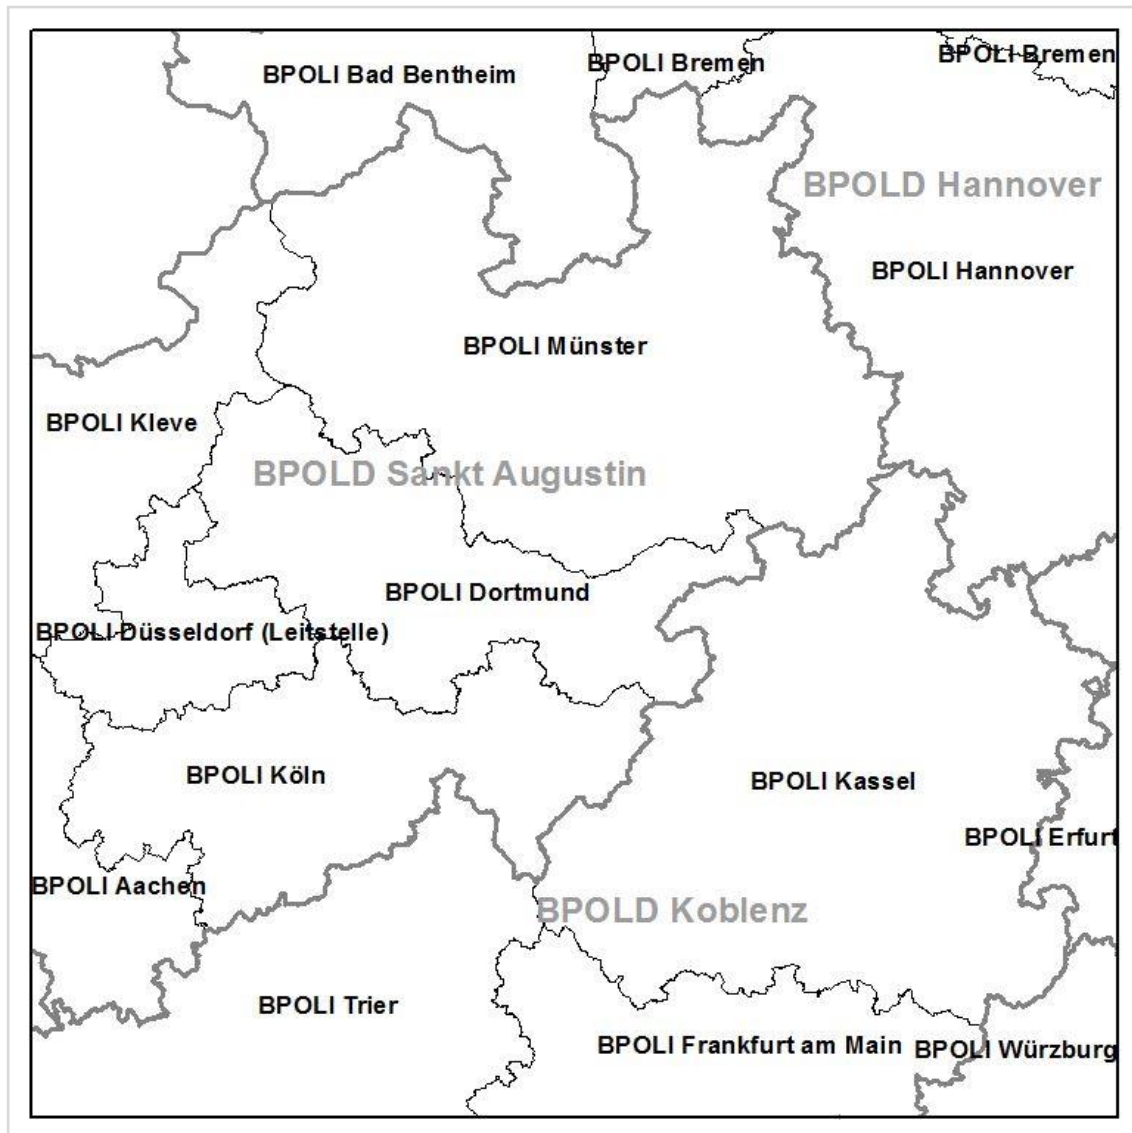 BPOLI Bremen
BPOLI Bremen
BPOLI Bad Bentheim
BPOLD Hannover
BPOLI Hannover
BPOLI Münster
BPOLI Kleve
BPOLD Sankt Augustin
BPOLI Dortmund
BPOLI Düsseldorf (Leitstelle)
BPOLI Köln
BPOLI Kassel
BPOLI Erfurt
BPOLI Aachen
BPOLD Koblenz
BPOLI Trier
BPOLI Frankfurt am Main
BPOLI Würzburg